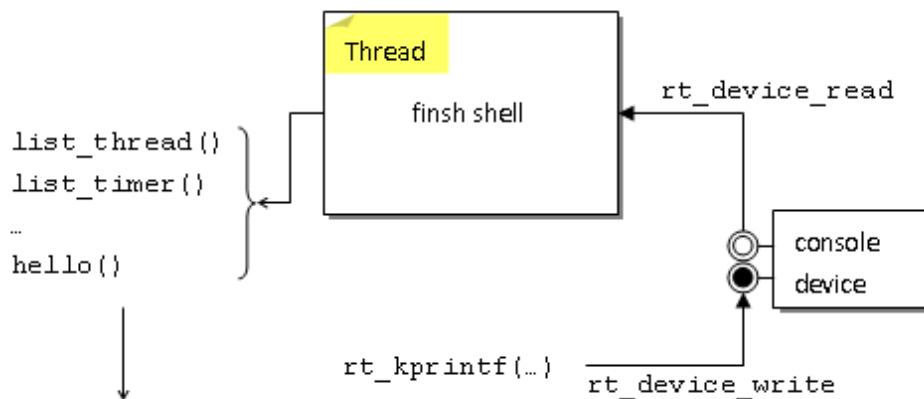 Thread
finsh shell
rt_device_read
list_thread()
list_timer()
…
hello()
console
device
rt_kprintf(…)
rt_device_write